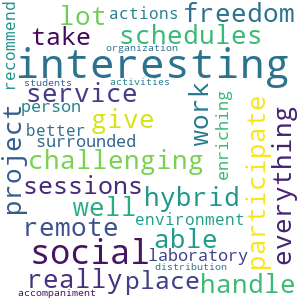 recommend
lot
actions
freedom
take
schedules
organization
interesting
students
activities
service
project
person
give
work
better
surrounded
challenging
enriching
participate
everything
sessions
hybrid
well
remote
environment
able
social
laboratory
really
place
distribution
handle
accompaniment